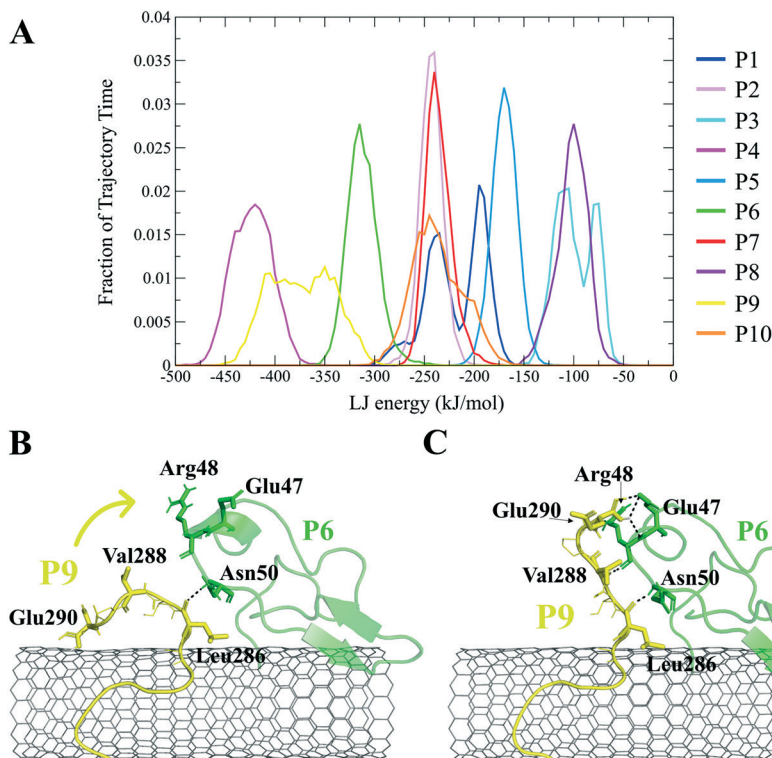 A
Fraction of Trajectory Time
0.04
0.035
0.03
0.025
0.02
0.015
0.01
0.005
0
-500 -450 -400 -350 -300 -250 -200 -150 -100 -50 0
LJ energy (kJ/mol)
P1
P2
P3
P4
P5
P6
P7
P8
P9
P10
B
Arg48
Glu47
P6
P9
Val288
Asn50
Glu290
Leu286
C
Arg48
Glu290
Glu47
P6
Val288
Asn50
P9
Leu286